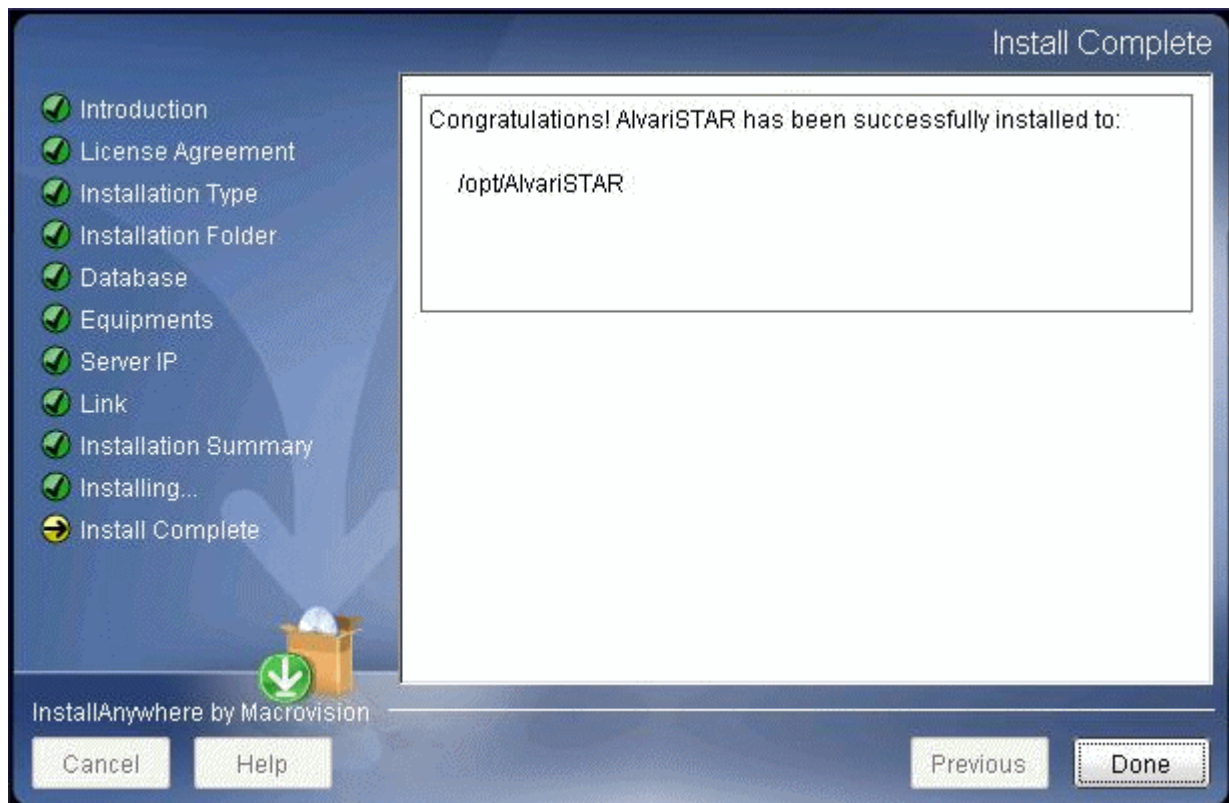 Install Complete
Introduction
License Agreement
Installation Type
Installation Folder
Database
Equipments
Server IP
Link
Installation Summary
Installing...
Install Complete
Congratulations! AlvariSTAR has been successfully installed to:
/opt/AlvariSTAR
InstallAnywhere by Macrovision
Cancel
Help
Previous
Done